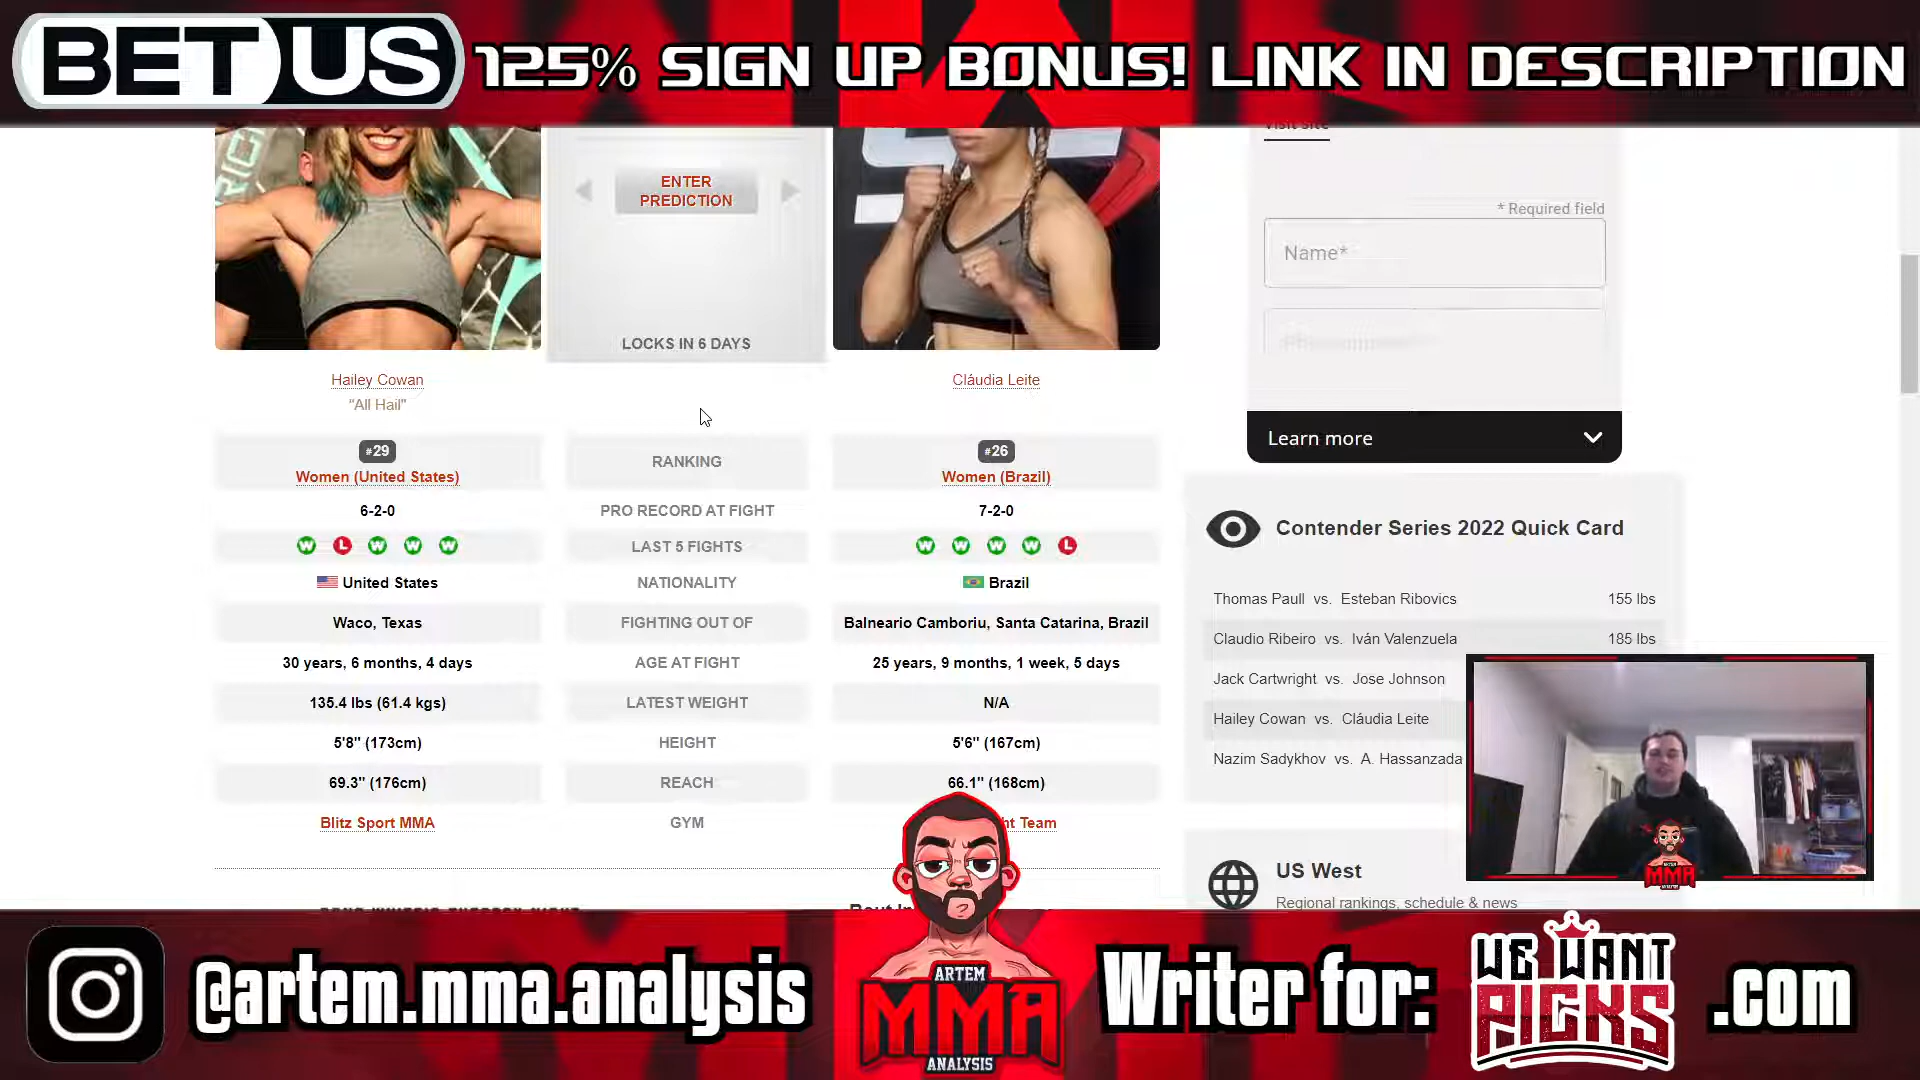 BETUS 125% SIGN UP BONUS! LINK IN DESCRIPTION
Visit site
ENTER
PREDICTION
* Required field
Name*
LOCKS IN 6 DAYS
Hailey Cowan
Cláudia Leite
"All Hail"
Learn more
#29
RANKING
#26
Women (United States)
Women (Brazil)
6-2-0
PRO RECORD AT FIGHT
7-2-0
W L W W W
LAST 5 FIGHTS
W W W W L
United States
NATIONALITY
Brazil
Waco, Texas
FIGHTING OUT OF
Balneario Camboriu, Santa Catarina, Brazil
30 years, 6 months, 4 days
AGE AT FIGHT
25 years, 9 months, 1 week, 5 days
135.4 lbs (61.4 kgs)
LATEST WEIGHT
N/A
5'8" (173cm)
HEIGHT
5'6" (167cm)
69.3" (176cm)
REACH
66.1" (168cm)
Blitz Sport MMA
GYM
ht Team
Contender Series 2022 Quick Card
Thomas Paull vs. Esteban Ribovics 155 lbs
Claudio Ribeiro vs. Iván Valenzuela 185 lbs
Jack Cartwright vs. Jose Johnson
Hailey Cowan vs. Cláudia Leite
Nazim Sadykhov vs. A. Hassanzada
US West
Regional rankings, schedule & news
ARTEM
MMA
ANALYSIS
@artem.mma.analysis
ARTEM
MMA
ANALYSIS
Writer for:
WE WANT
PICKS
.com